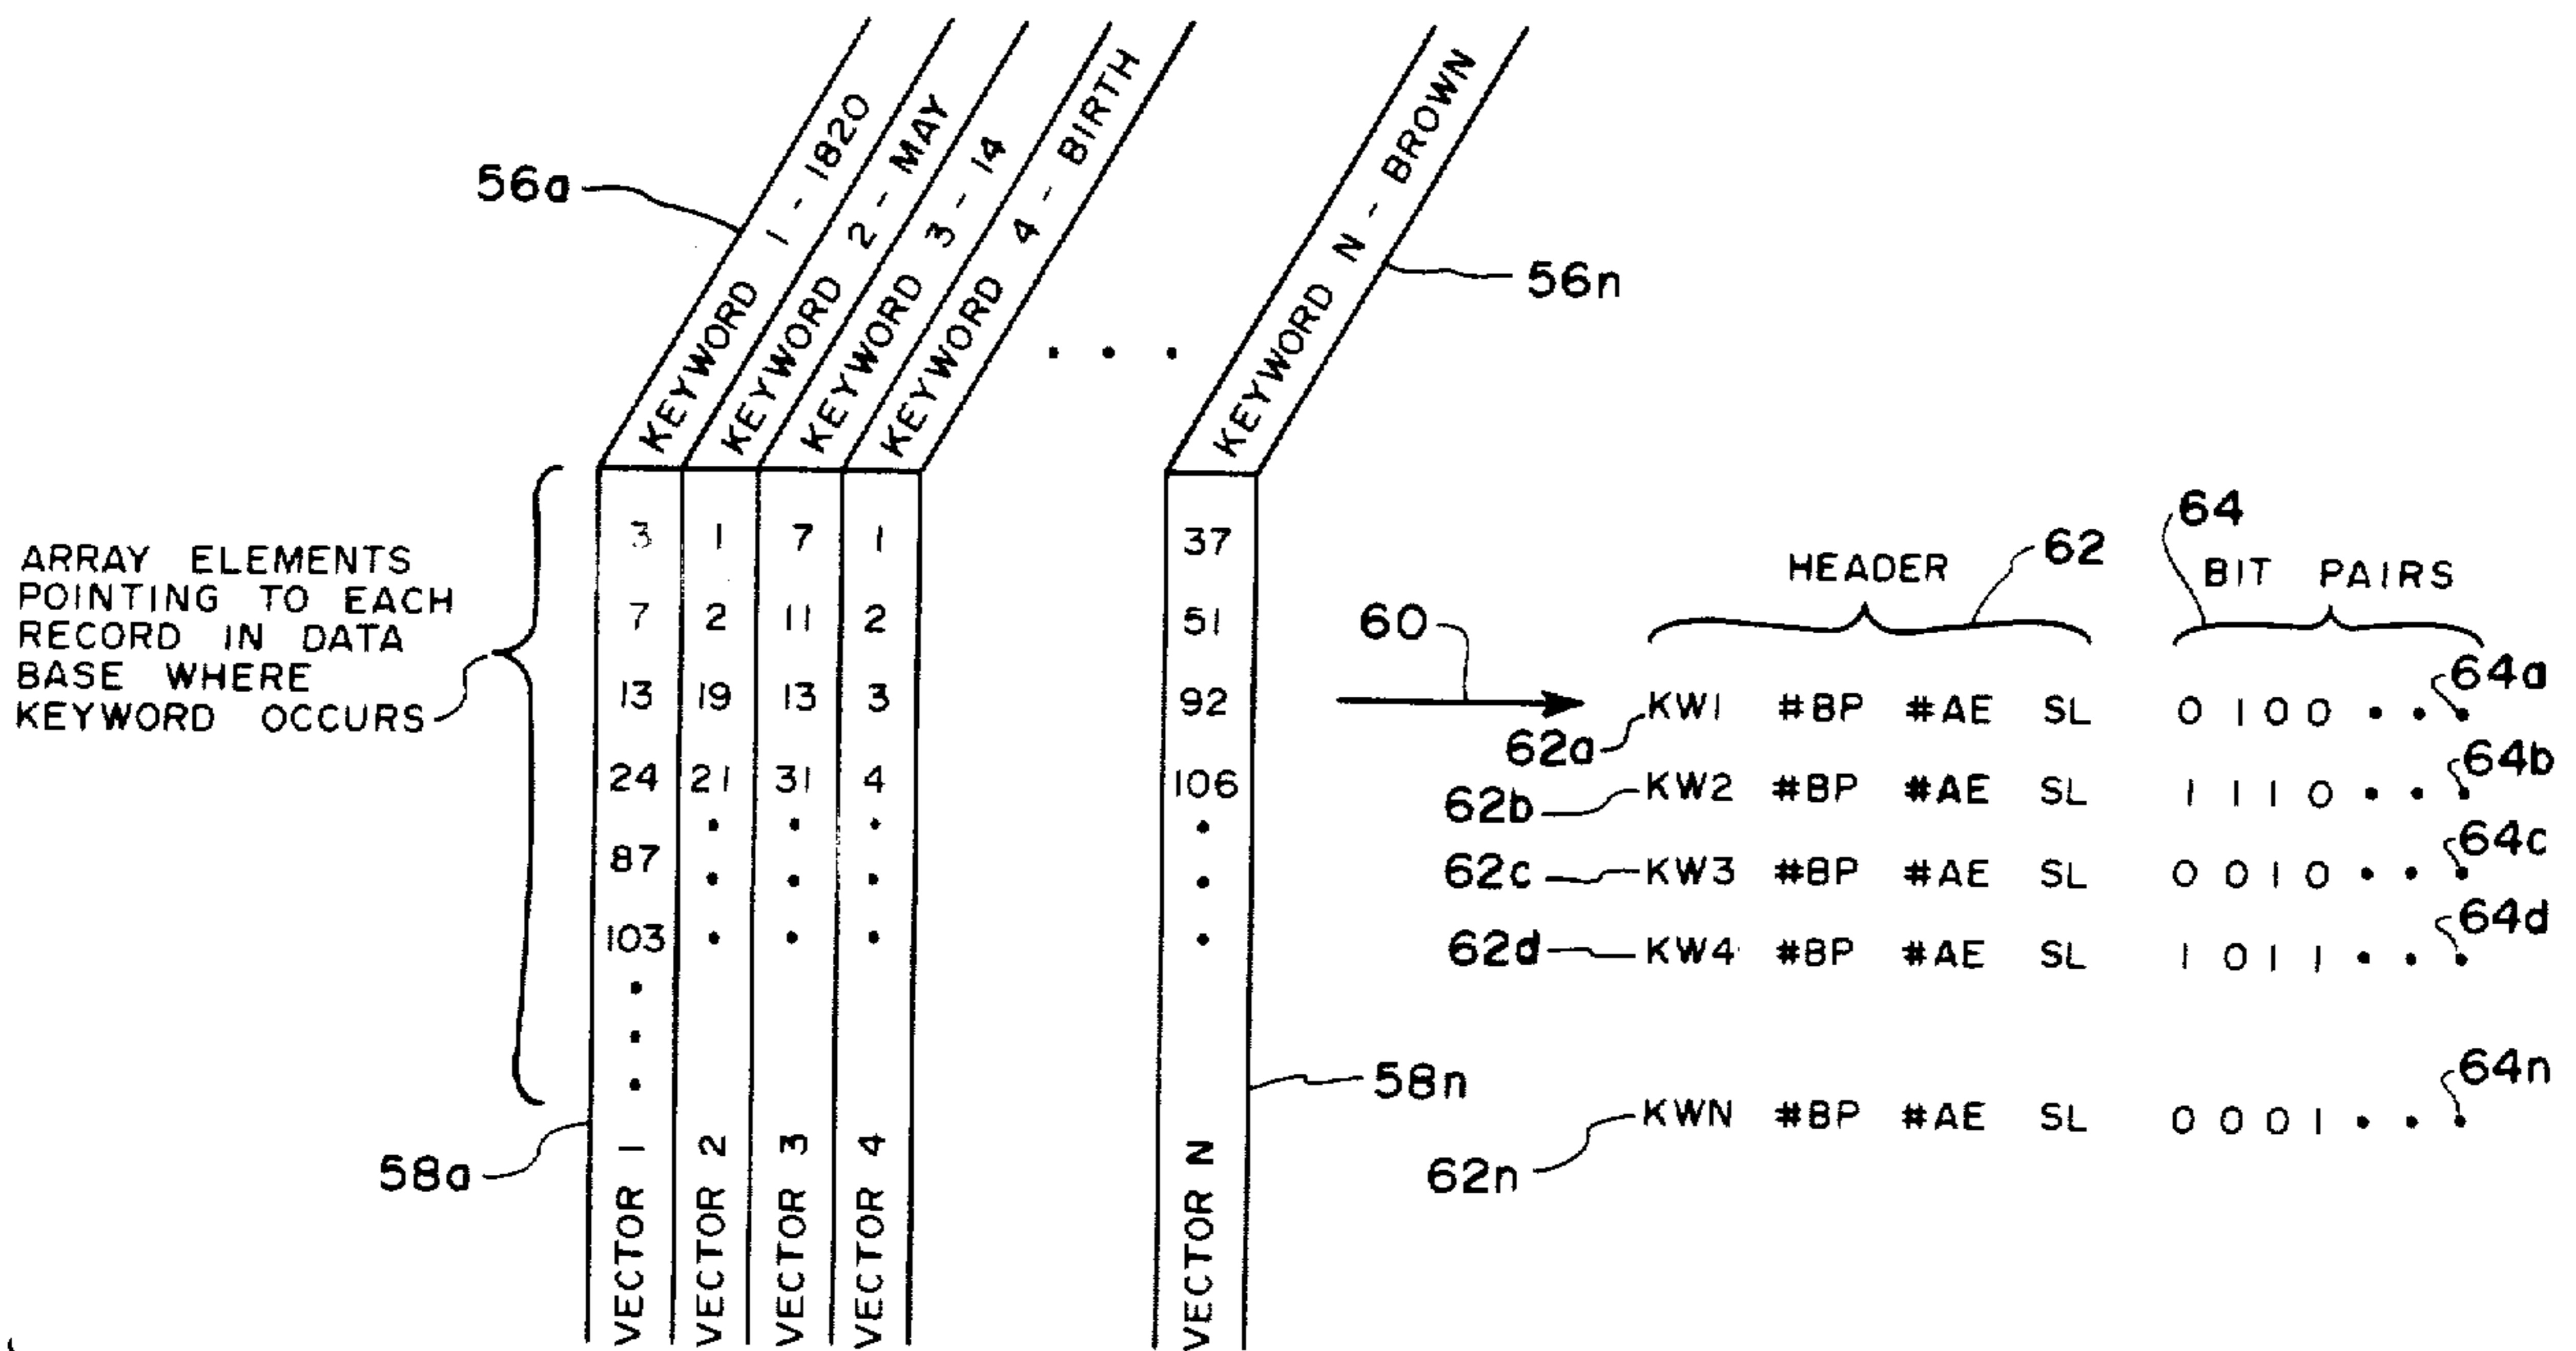 56a
KEYWORD 1 - 1820
KEYWORD 2 - MAY
KEYWORD 3 - 14
KEYWORD 4 - BIRTH
. . .
KEYWORD N - BROWN
56n
ARRAY ELEMENTS
POINTING TO EACH
RECORD IN DATA
BASE WHERE
KEYWORD OCCURS
3 1 7 1 37
7 2 11 2 51
13 19 13 3 92
24 21 31 4 106
87
103
58a
VECTOR 1
VECTOR 2
VECTOR 3
VECTOR 4
VECTOR N
58n
60
HEADER
62
64
BIT PAIRS
62a KW1 #BP #AE SL 0 1 0 0 . . . 64a
62b KW2 #BP #AE SL 1 1 1 0 . . . 64b
62c KW3 #BP #AE SL 0 0 1 0 . . . 64c
62d KW4 #BP #AE SL 1 0 1 1 . . . 64d
62n KWN #BP #AE SL 0 0 0 1 . . . 64n